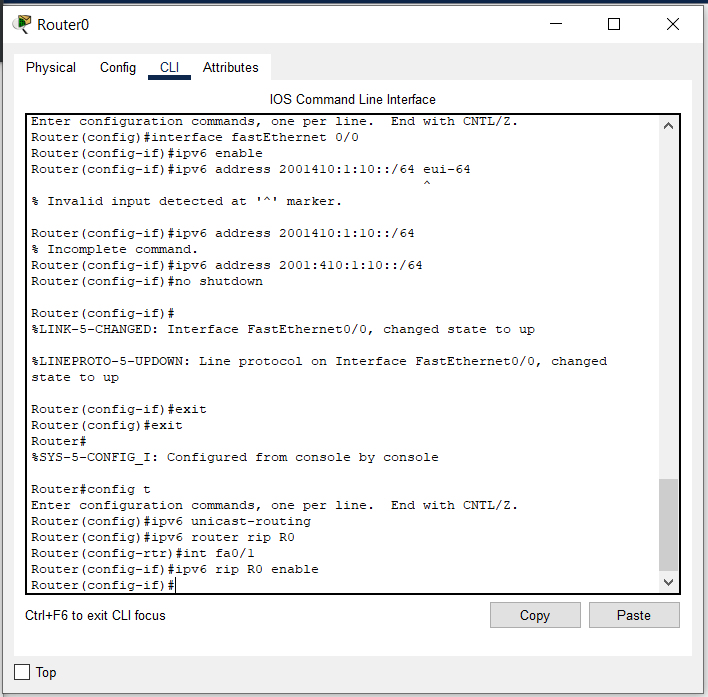 Router0
Physical Config CLI Attributes
IOS Command Line Interface
Enter configuration commands, one per line.  End with CNTL/Z.
Router(config)#interface fastEthernet 0/0
Router(config-if)#ipv6 enable
Router(config-if)#ipv6 address 2001410:1:10::/64 eui-64
^
% Invalid input detected at '^' marker.
Router(config-if)#ipv6 address 2001410:1:10::/64
% Incomplete command.
Router(config-if)#ipv6 address 2001:410:1:10::/64
Router(config-if)#no shutdown
Router(config-if)#
%LINK-5-CHANGED: Interface FastEthernet0/0, changed state to up
%LINEPROTO-5-UPDOWN: Line protocol on Interface FastEthernet0/0, changed
state to up
Router(config-if)#exit
Router(config)#exit
Router#
%SYS-5-CONFIG_I: Configured from console by console
Router#config t
Enter configuration commands, one per line.  End with CNTL/Z.
Router(config)#ipv6 unicast-routing
Router(config)#ipv6 router rip R0
Router(config-rtr)#int fa0/1
Router(config-if)#ipv6 rip R0 enable
Router(config-if)#
Ctrl+F6 to exit CLI focus
Copy Paste
Top